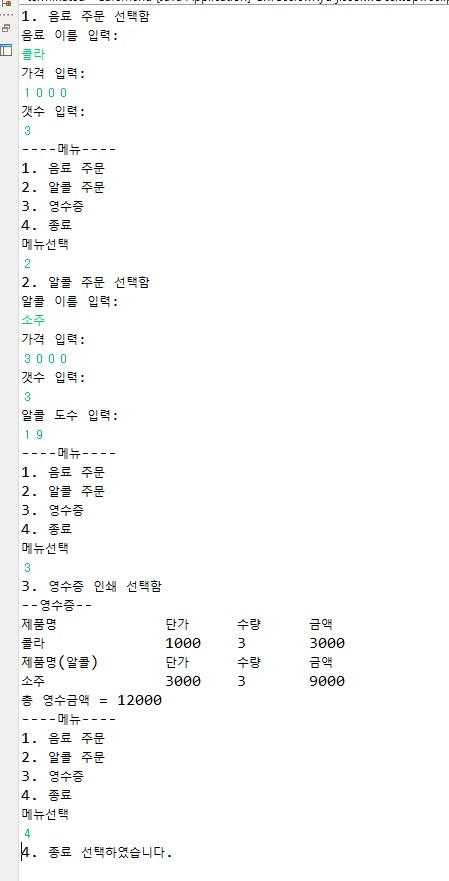 1. 음료 주문 선택함
음료 이름 입력:
콜라
가격 입력:
1000
갯수 입력:
3
----메뉴----
1. 음료 주문
2. 알콜 주문
3. 영수증
4. 종료
메뉴선택
2
2. 알콜 주문 선택함
알콜 이름 입력:
소주
가격 입력:
3000
갯수 입력:
3
알콜 도수 입력:
19
----메뉴----
1. 음료 주문
2. 알콜 주문
3. 영수증
4. 종료
메뉴선택
3
3. 영수증 인쇄 선택함
--영수증--
제품명 단가 수량 금액
콜라 1000 3 3000
제품명(알콜) 단가 수량 금액
소주 3000 3 9000
총 영수금액 = 12000
----메뉴----
1. 음료 주문
2. 알콜 주문
3. 영수증
4. 종료
메뉴선택
4
4. 종료 선택하였습니다.